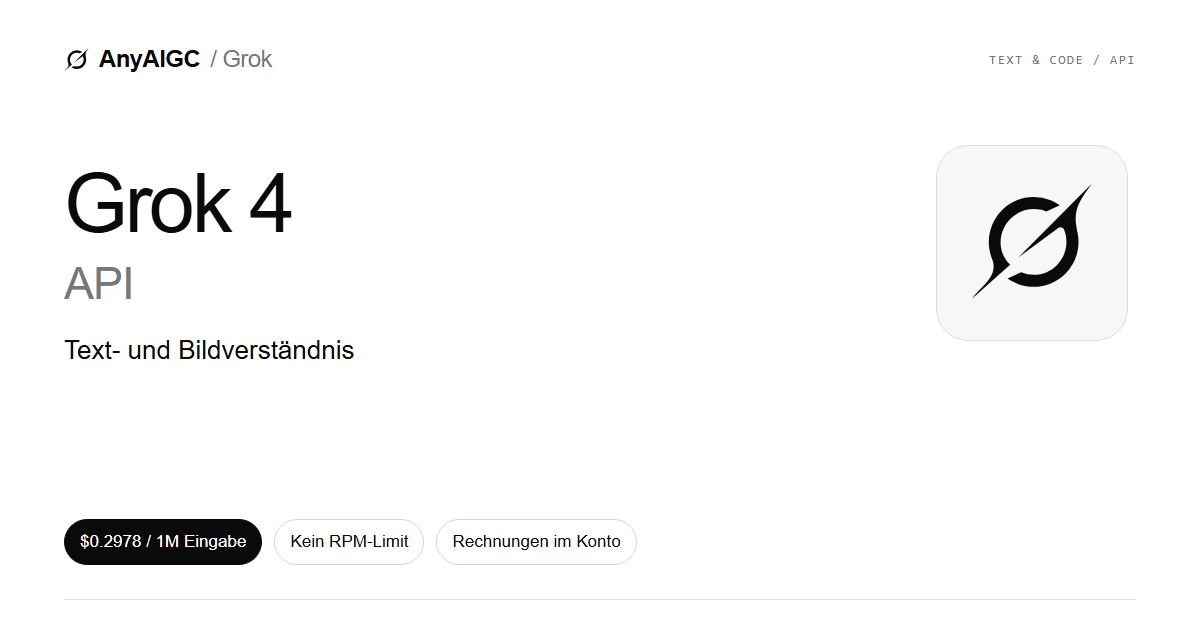 AnyAIGC / Grok
TEXT & CODE / API
Grok 4
API
Text- und Bildverständnis
$0.2978 / 1M Eingabe
Kein RPM-Limit
Rechnungen im Konto